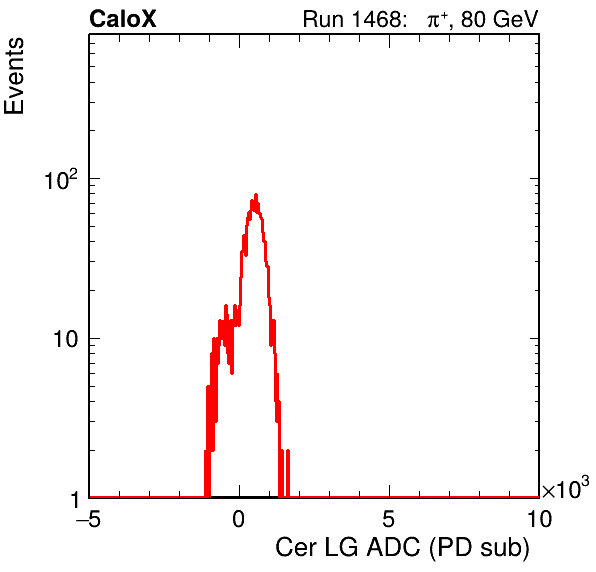 CaloX Run 1468: π+, 80 GeV
Events
10²
10
1
−5 0 5 10
×10³
Cer LG ADC (PD sub)